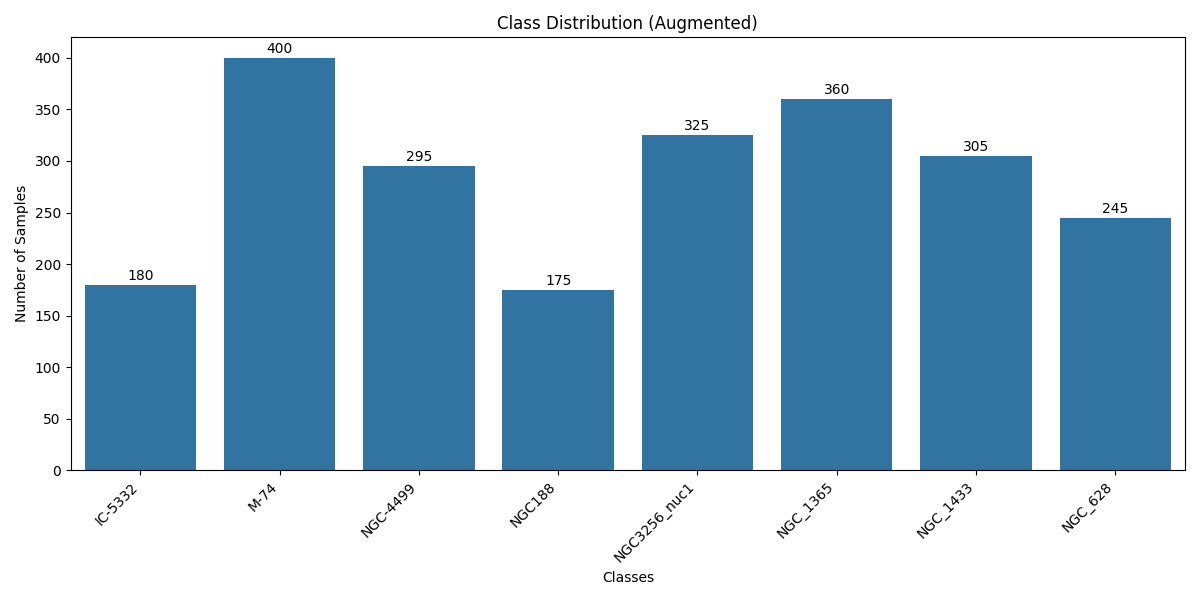 Class Distribution (Augmented)
Number of Samples
400
350
300
250
200
150
100
50
0
180
400
295
175
325
360
305
245
IC-5332
M-74
NGC-4499
NGC188
NGC3256_nuc1
NGC_1365
NGC_1433
NGC_628
Classes